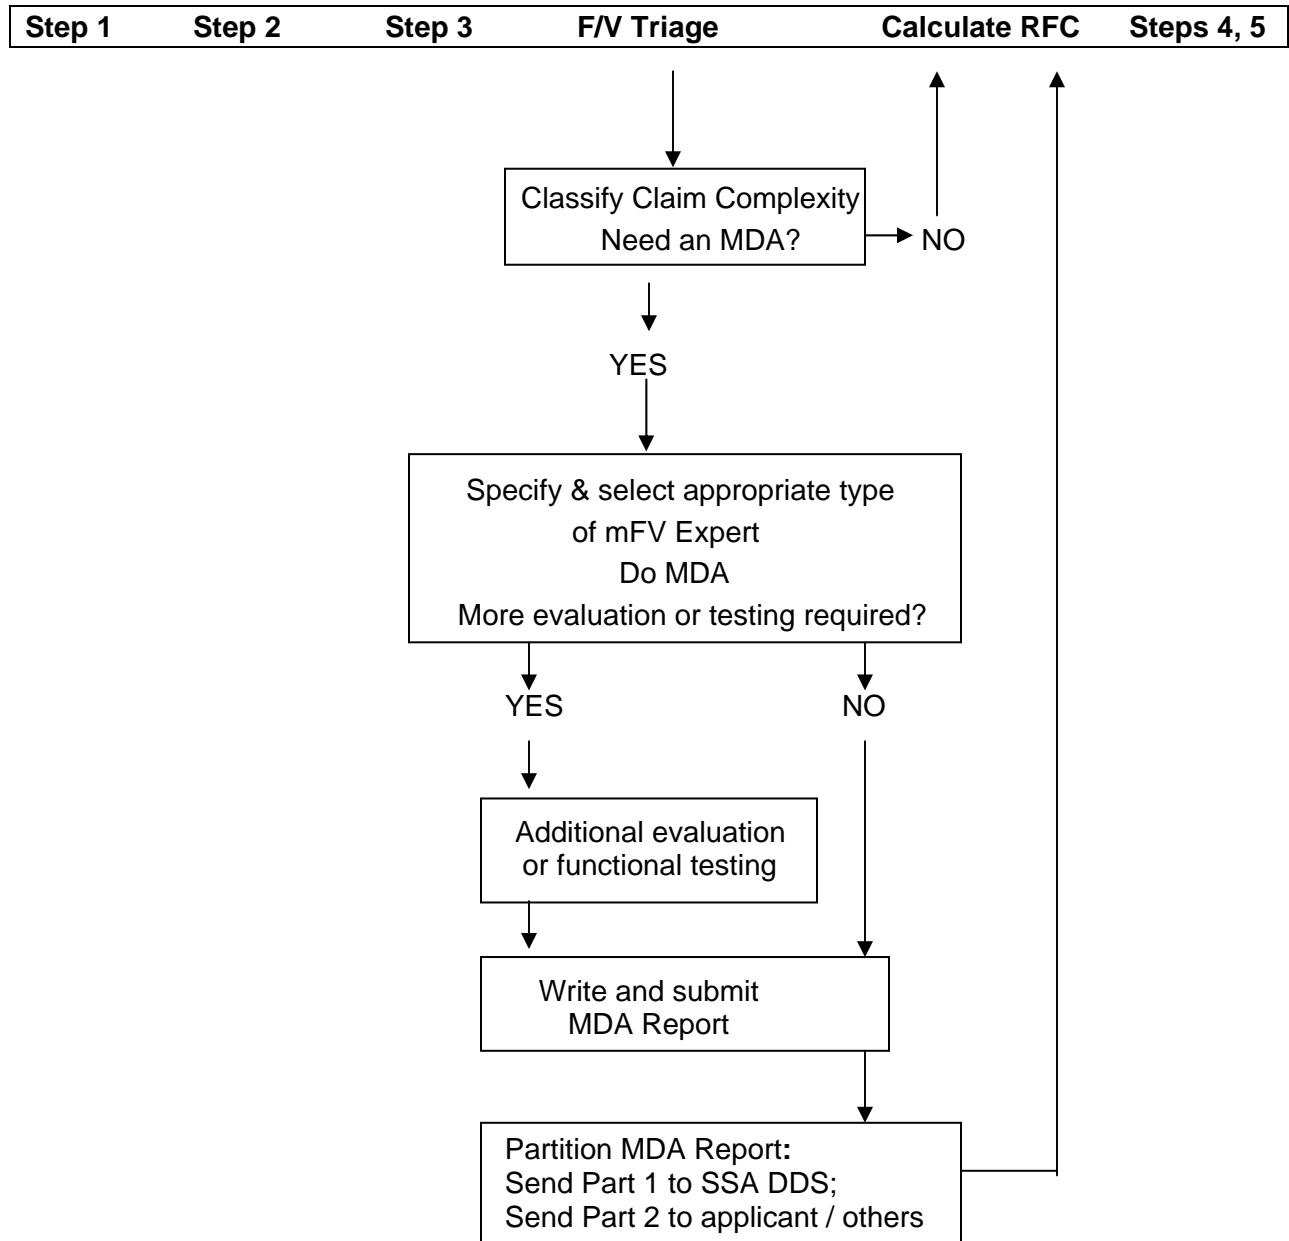 Step 1 Step 2 Step 3 F/V Triage Calculate RFC Steps 4, 5
Classify Claim Complexity
Need an MDA?
NO
YES
Specify & select appropriate type
of mFV Expert
Do MDA
More evaluation or testing required?
YES NO
Additional evaluation
or functional testing
Write and submit
MDA Report
Partition MDA Report:
Send Part 1 to SSA DDS;
Send Part 2 to applicant / others